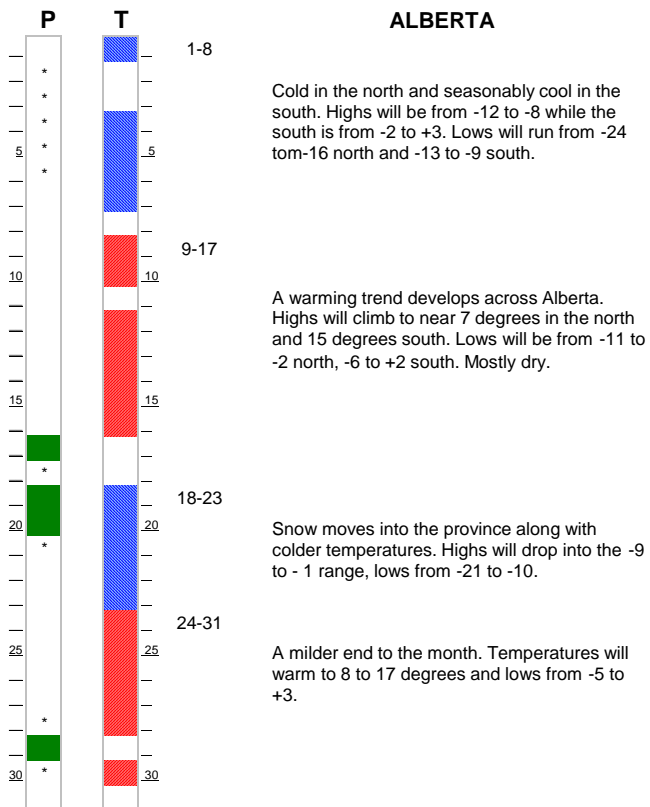 P T ALBERTA
1-8
*
*
Cold in the north and seasonably cool in the
*
south. Highs will be from -12 to -8 while the
*
south is from -2 to +3. Lows will run from -24
5 5
tom-16 north and -13 to -9 south.
*
9-17
10 10
A warming trend develops across Alberta.
Highs will climb to near 7 degrees in the north
and 15 degrees south. Lows will be from -11 to
-2 north, -6 to +2 south. Mostly dry.
15 15
*
18-23
20 20
Snow moves into the province along with
*
colder temperatures. Highs will drop into the -9
to - 1 range, lows from -21 to -10.
24-31
25 25
A milder end to the month. Temperatures will
warm to 8 to 17 degrees and lows from -5 to
+3.
*
*
30 30